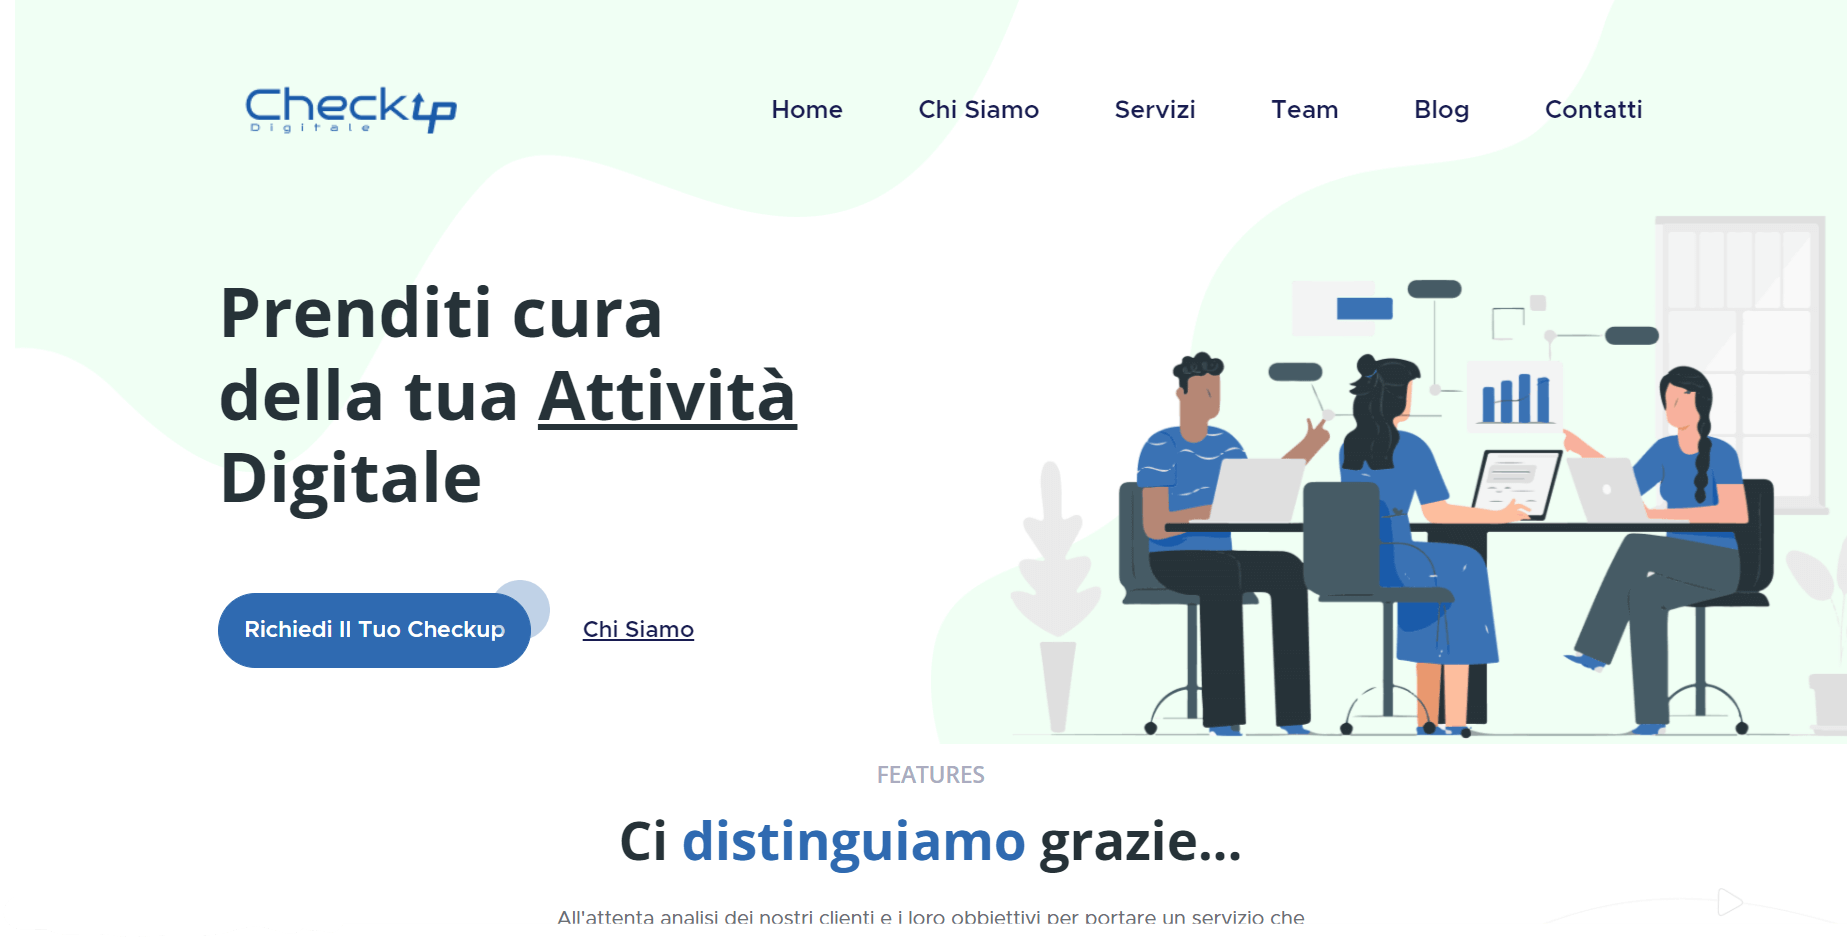 CheckUp
Digitale
Home Chi Siamo Servizi Team Blog Contatti
Prenditi cura
della tua Attività
Digitale
Richiedi Il Tuo Checkup Chi Siamo
FEATURES
Ci distinguiamo grazie...
All'attenta analisi dei nostri clienti e i loro obbiettivi per portare un servizio che